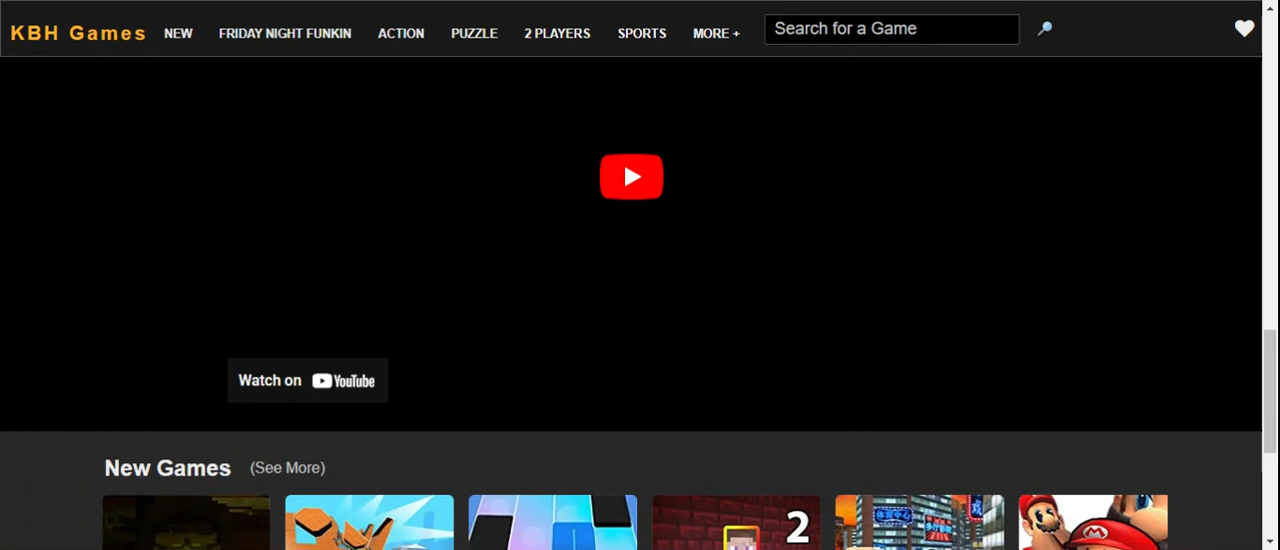 KBH Games NEW FRIDAY NIGHT FUNKIN ACTION PUZZLE 2 PLAYERS SPORTS MORE + Search for a Game
Watch on YouTube
New Games (See More)
2